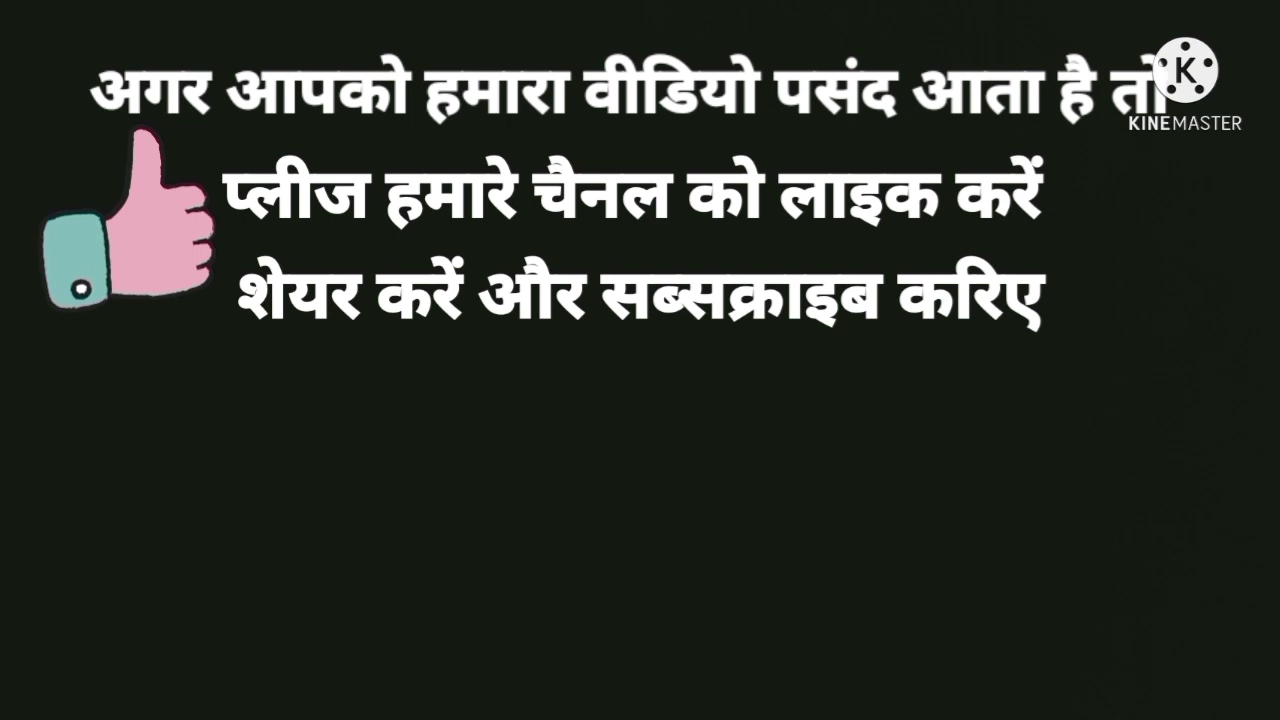 अगर आपको हमारा वीडियो पसंद आता है तो
K
KINEMASTER
प्लीज हमारे चैनल को लाइक करें
शेयर करें और सब्सक्राइब करिए